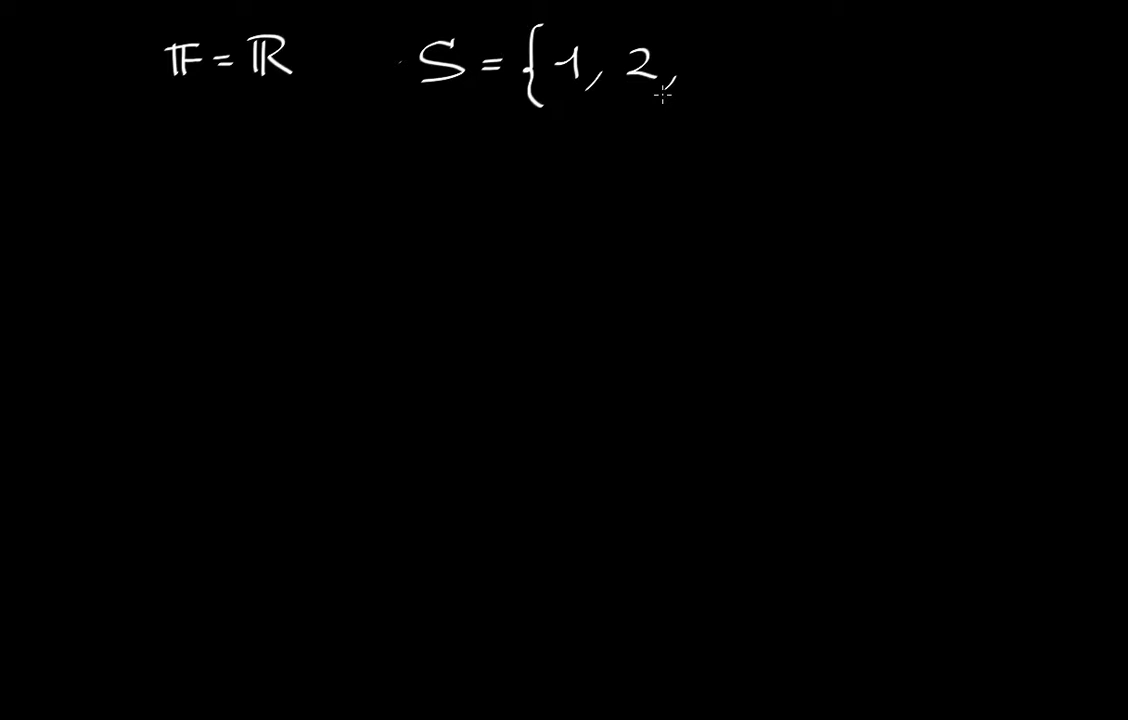 𝔽 = ℝ S = { 1, 2,